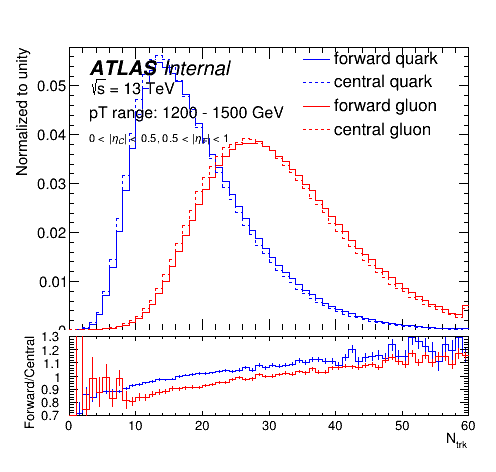 ATLAS Internal
√s = 13 TeV
pT range: 1200 - 1500 GeV
0 < |η_C| < 0.5, 0.5 < |η_F| < 1
forward quark
central quark
forward gluon
central gluon
Normalized to unity
0.05
0.04
0.03
0.02
0.01
0
Forward/Central
1.3
1.2
1.1
1
0.9
0.8
0.7
0 10 20 30 40 50 60
N_trk